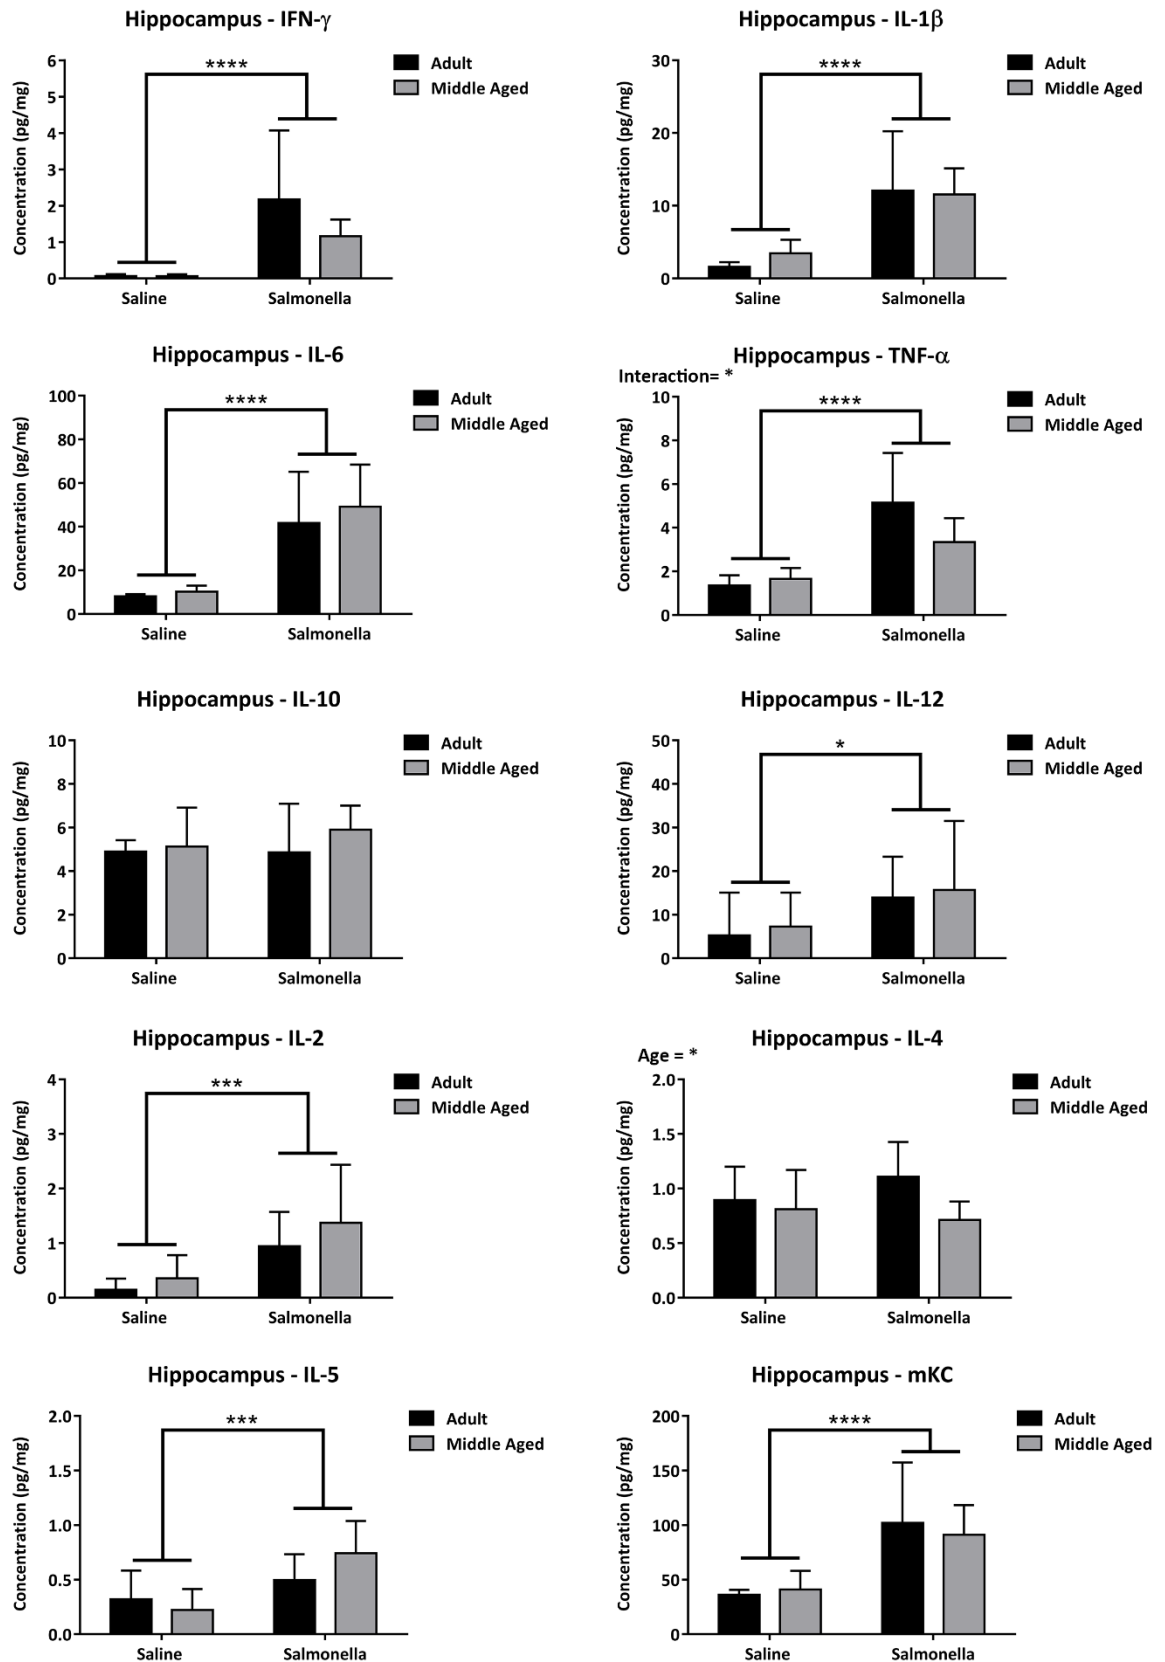 Hippocampus - IFN-γ
Concentration (pg/mg)
6
5
4
3
2
1
0
****
Adult
Middle Aged
Saline
Salmonella
Hippocampus - IL-1β
Concentration (pg/mg)
30
20
10
0
****
Adult
Middle Aged
Saline
Salmonella
Hippocampus - IL-6
Concentration (pg/mg)
100
80
60
40
20
0
****
Adult
Middle Aged
Saline
Salmonella
Hippocampus - TNF-α
Interaction= *
Concentration (pg/mg)
10
8
6
4
2
0
****
Adult
Middle Aged
Saline
Salmonella
Hippocampus - IL-10
Concentration (pg/mg)
10
8
6
4
2
0
Adult
Middle Aged
Saline
Salmonella
Hippocampus - IL-12
Concentration (pg/mg)
50
40
30
20
10
0
*
Adult
Middle Aged
Saline
Salmonella
Hippocampus - IL-2
Concentration (pg/mg)
4
3
2
1
0
***
Adult
Middle Aged
Saline
Salmonella
Hippocampus - IL-4
Age = *
Concentration (pg/mg)
2.0
1.5
1.0
0.5
0.0
Adult
Middle Aged
Saline
Salmonella
Hippocampus - IL-5
Concentration (pg/mg)
2.0
1.5
1.0
0.5
0.0
***
Adult
Middle Aged
Saline
Salmonella
Hippocampus - mKC
Concentration (pg/mg)
200
150
100
50
0
****
Adult
Middle Aged
Saline
Salmonella